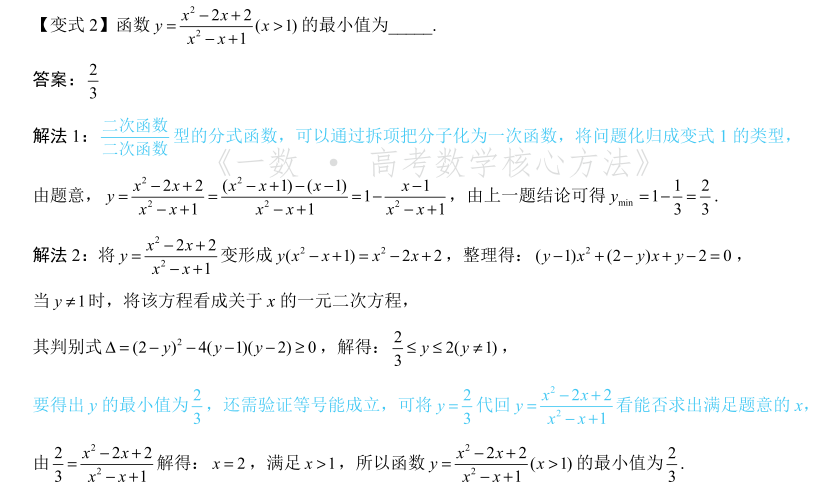 【变式 2】函数 y = \frac{x^2-2x+2}{x^2-x+1}(x>1) 的最小值为_____.
答案：\frac{2}{3}
解法 1：\frac{二次函数}{二次函数} 型的分式函数，可以通过拆项把分子化为一次函数，将问题化归成变式 1 的类型，
《一数 · 高考数学核心方法》
由题意，y = \frac{x^2-2x+2}{x^2-x+1} = \frac{(x^2-x+1)-(x-1)}{x^2-x+1} = 1-\frac{x-1}{x^2-x+1}，由上一题结论可得 y_{min} = 1-\frac{1}{3} = \frac{2}{3}.
解法 2：将 y = \frac{x^2-2x+2}{x^2-x+1} 变形成 y(x^2-x+1) = x^2-2x+2，整理得：(y-1)x^2+(2-y)x+y-2=0，
当 y ≠ 1 时，将该方程看成关于 x 的一元二次方程，
其判别式 Δ = (2-y)^2-4(y-1)(y-2) ≥ 0，解得：\frac{2}{3} ≤ y ≤ 2(y ≠ 1)，
要得出 y 的最小值为 \frac{2}{3}，还需验证等号能成立，可将 y = \frac{2}{3} 代回 y = \frac{x^2-2x+2}{x^2-x+1} 看能否求出满足题意的 x，
由 \frac{2}{3} = \frac{x^2-2x+2}{x^2-x+1} 解得：x = 2，满足 x > 1，所以函数 y = \frac{x^2-2x+2}{x^2-x+1}(x>1) 的最小值为 \frac{2}{3}.